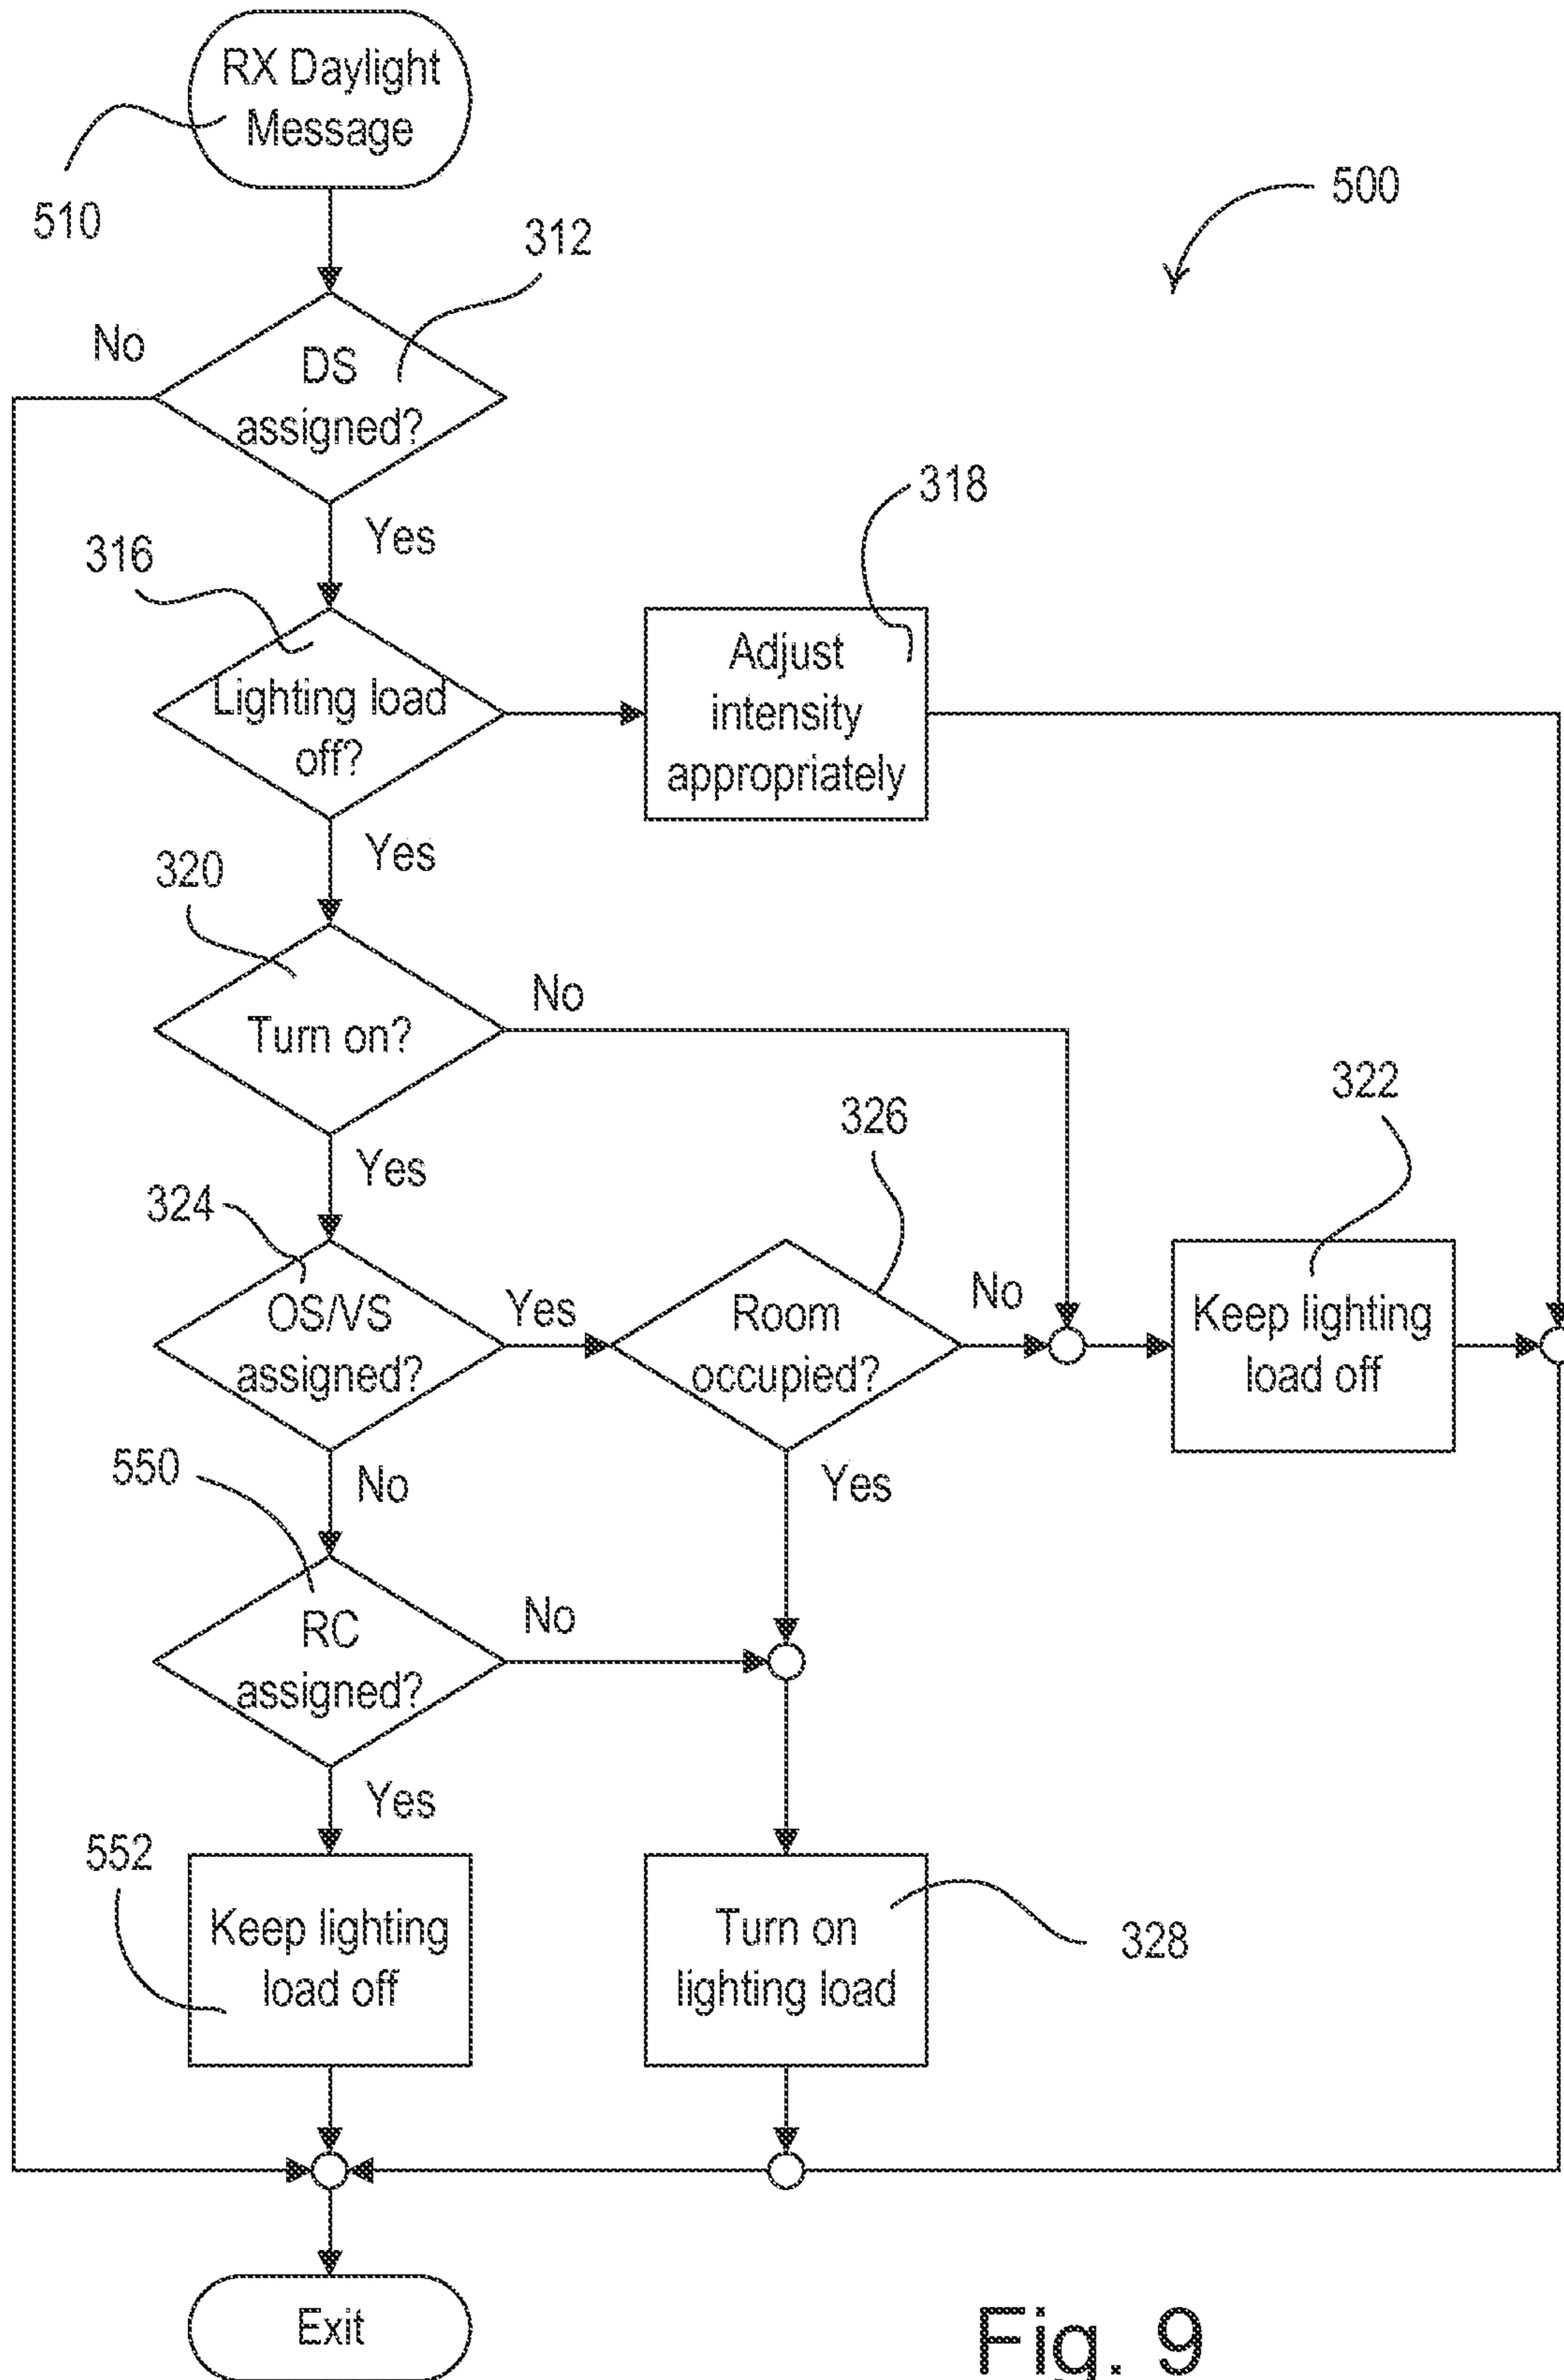 RX Daylight
Message
510
500
312
No
DS
assigned?
318
Yes
316
Adjust
intensity
appropriately
Lighting load
off?
Yes
320
No
Turn on?
322
326
Yes
324
OS/VS
assigned?
Yes
Room
occupied?
No
Keep lighting
load off
550
No
Yes
RC
assigned?
No
Yes
552
Keep lighting
load off
Turn on
lighting load
328
Exit
Fig. 9